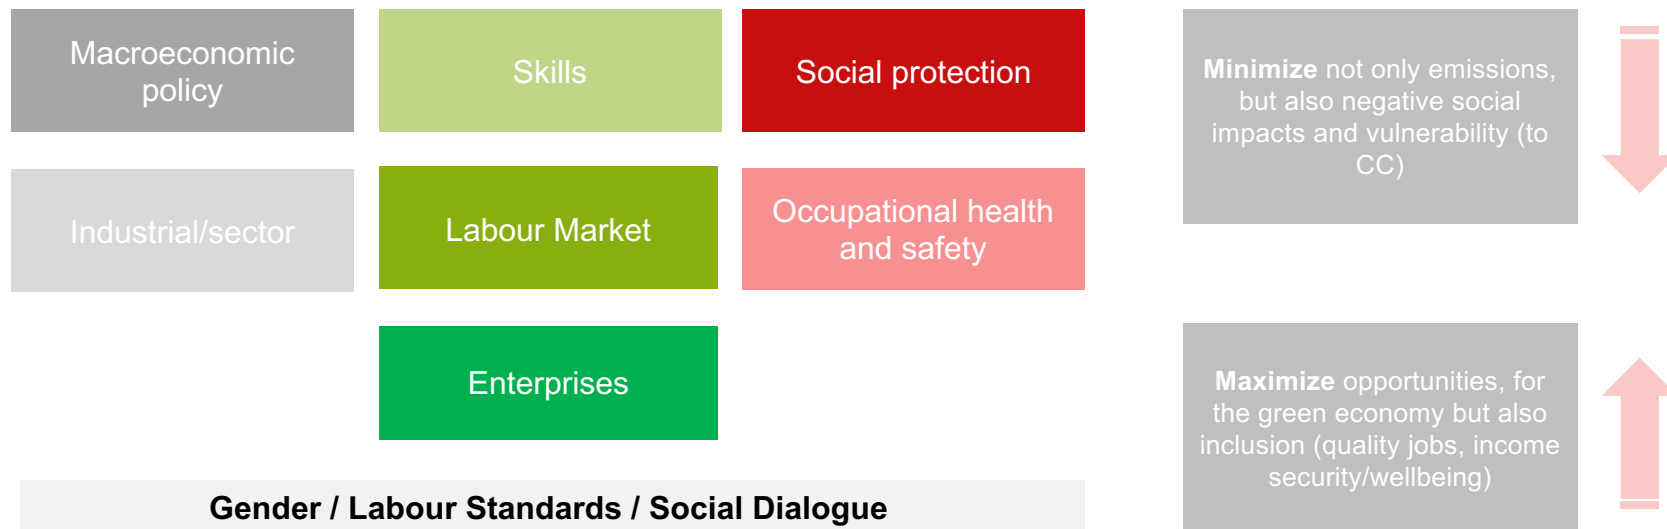 Macroeconomic
policy
Skills
Social protection
Industrial/sector
Labour Market
Occupational health
and safety
Enterprises
Gender / Labour Standards / Social Dialogue
Minimize not only emissions,
but also negative social
impacts and vulnerability (to
CC)
Maximize opportunities, for
the green economy but also
inclusion (quality jobs, income
security/wellbeing)